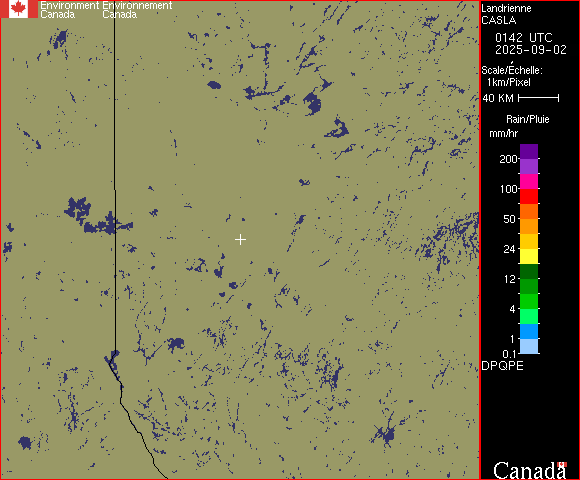 Environment Environnement
Canada Canada
Landrienne
CASLA
0142 UTC
2025-09-02
Scale/Échelle:
1km/Pixel
40 KM
Rain/Pluie
mm/hr
200
100
50
24
12
4
1
0.1
DPQPE
Canada